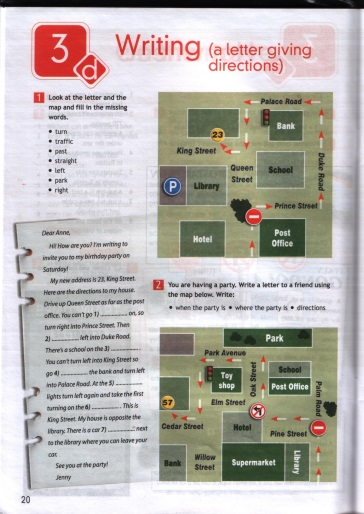 3
d
Writing (a letter giving
directions)
1 Look at the letter and the
map and fill in the missing
words.
• turn
• traffic
• past
• straight
• left
• park
• right
Palace Road
Bank
23
King Street
Queen
Street
School
Duke Road
P
Library
Prince Street
Hotel
Post
Office
Dear Anne,
Hi! How are you? I'm writing to
invite you to my birthday party on
Saturday!
My new address is 23, King Street.
Here are the directions to my house.
Drive up Queen Street as far as the post
office. You can't go 1) ............ on, so
turn right into Prince Street. Then
2) ............ left into Duke Road.
There's a school on the 3) ............
You can't turn left into King Street so
go 4) ............ the bank and turn left
into Palace Road. At the 5) ............
lights turn left again and take the first
turning on the 6) ............. This is
King Street. My house is opposite the
library. There is a car 7) ............ next
to the library where you can leave your
car.
See you at the party!
Jenny
2 You are having a party. Write a letter to a friend using
the map below. Write:
• when the party is • where the party is • directions
Park
Park Avenue
Toy
shop
Oak Street
School
Post Office
Palm Road
57
Elm Street
Cedar Street
Hotel
Pine Street
Bank
Willow
Street
Supermarket
Library
20